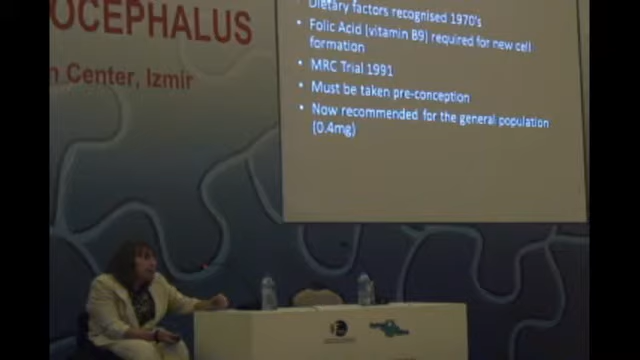 OCEPHALUS
n Center, Izmir
• Dietary factors recognised 1970's
• Folic Acid (vitamin B9) required for new cell
formation
• MRC Trial 1991
• Must be taken pre-conception
• Now recommended for the general population
(0.4mg)